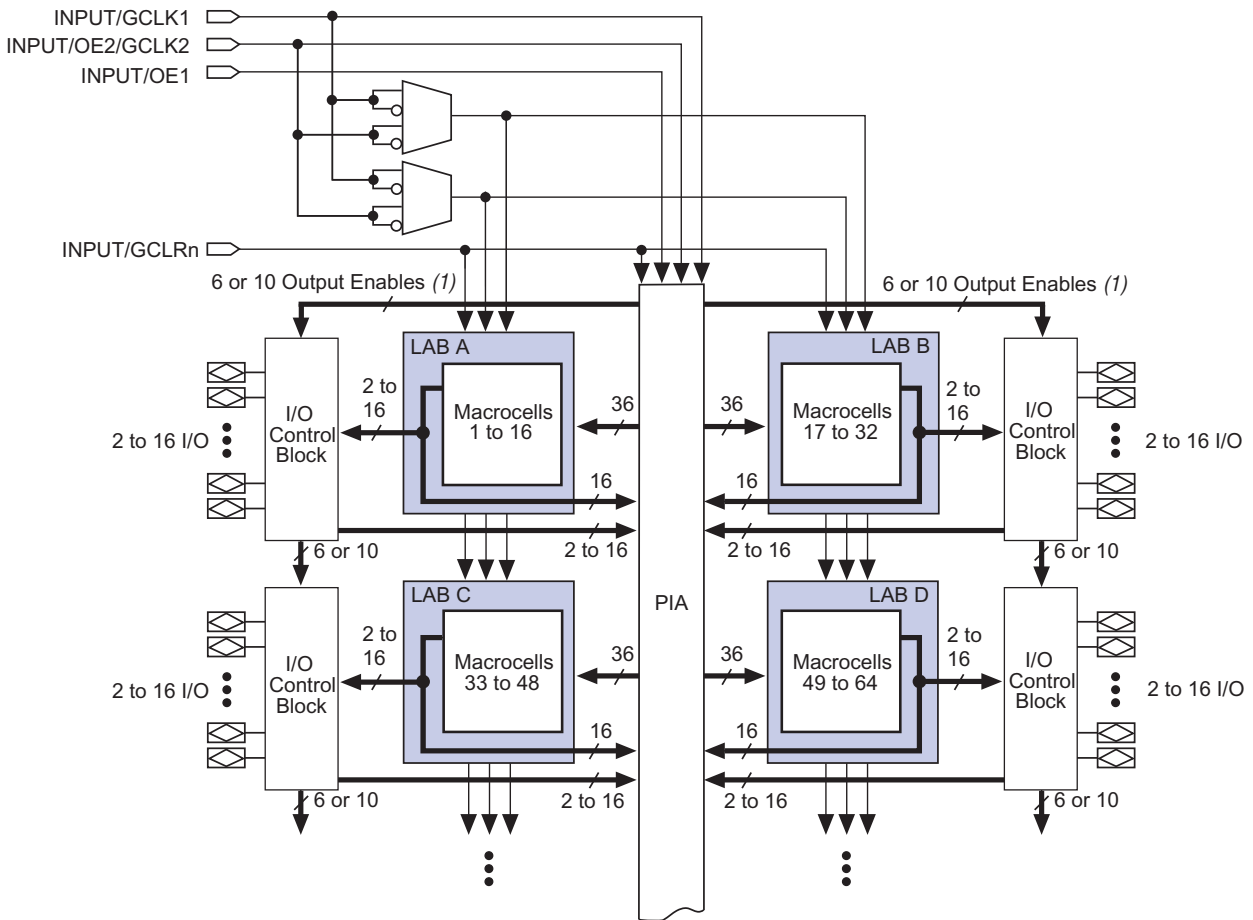 INPUT/GCLK1
INPUT/OE2/GCLK2
INPUT/OE1
INPUT/GCLRn
6 or 10 Output Enables (1)
6 or 10 Output Enables (1)
LAB A
LAB B
2 to
16
Macrocells
1 to 16
36
36
Macrocells
17 to 32
2 to
16
I/O
Control
Block
I/O
Control
Block
2 to 16 I/O
2 to 16 I/O
16
16
2 to 16
2 to 16
6 or 10
6 or 10
PIA
LAB C
LAB D
2 to
16
Macrocells
33 to 48
36
36
Macrocells
49 to 64
2 to
16
I/O
Control
Block
I/O
Control
Block
2 to 16 I/O
2 to 16 I/O
16
16
2 to 16
2 to 16
6 or 10
6 or 10